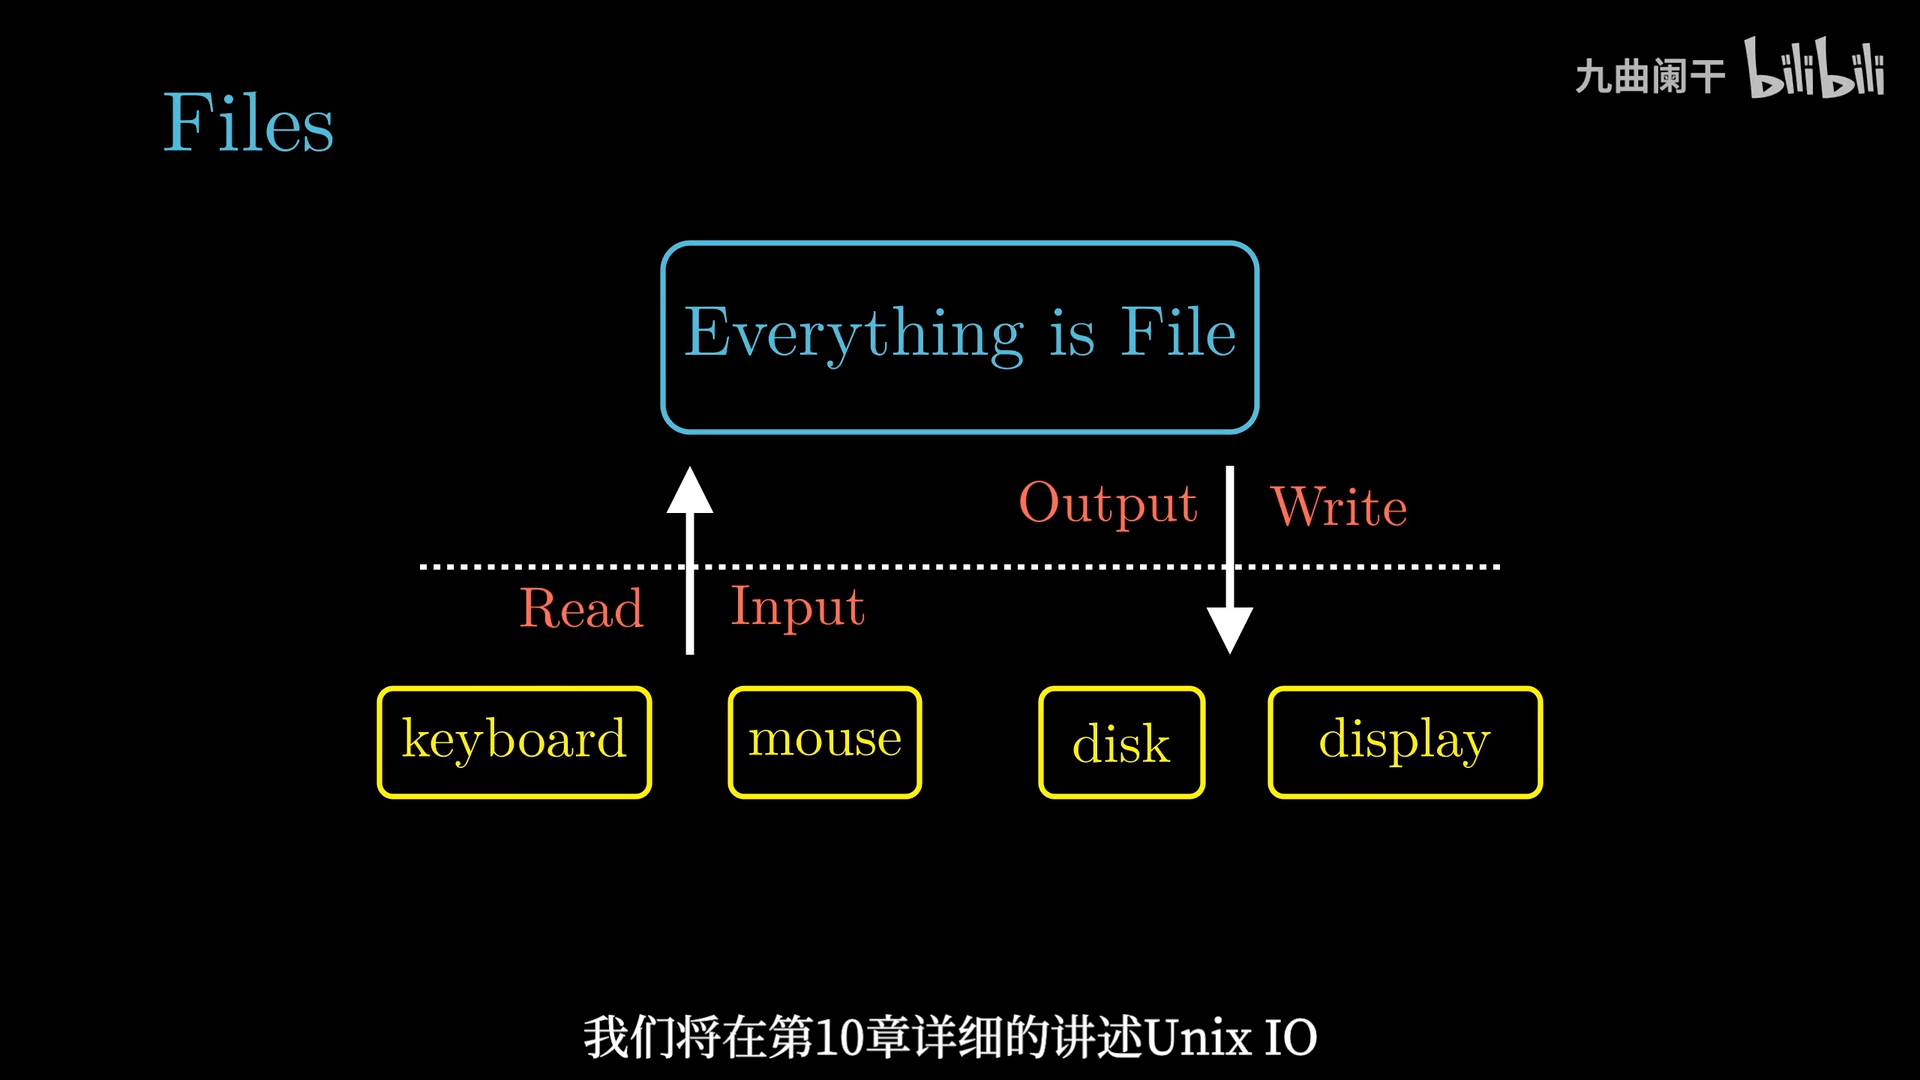 九曲阑干 bilibili
Files
Everything is File
Output Write
Read Input
keyboard mouse disk display
我们将在第10章详细的讲述Unix IO